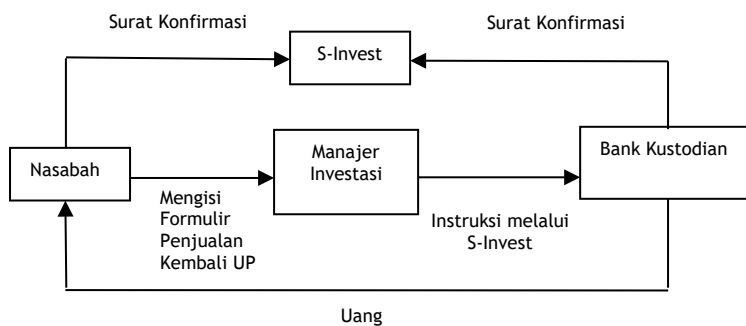 Surat Konfirmasi
Surat Konfirmasi
S-Invest
Nasabah
Manajer
Investasi
Bank Kustodian
Mengisi
Formulir
Penjualan
Kembali UP
Instruksi melalui
S-Invest
Uang